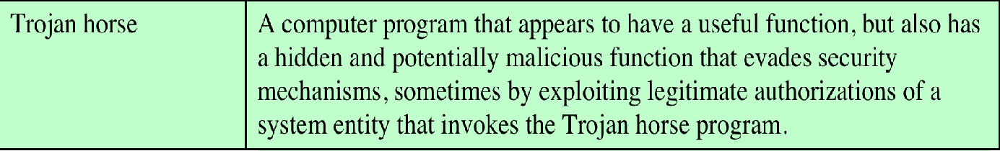 Trojan horse
A computer program that appears to have a useful function, but also has
a hidden and potentially malicious function that evades security
mechanisms, sometimes by exploiting legitimate authorizations of a
system entity that invokes the Trojan horse program.